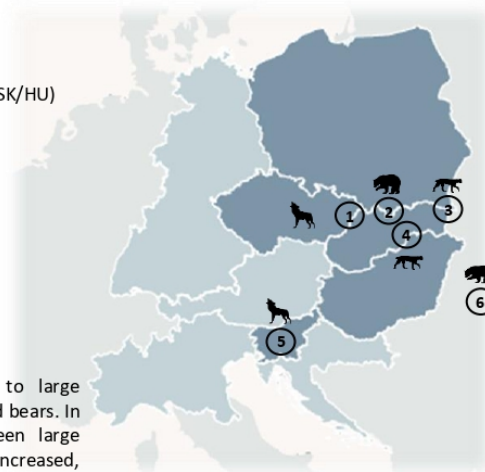 SK/HU)
1
2
3
4
5
6
to large
d bears. In
een large
ncreased,